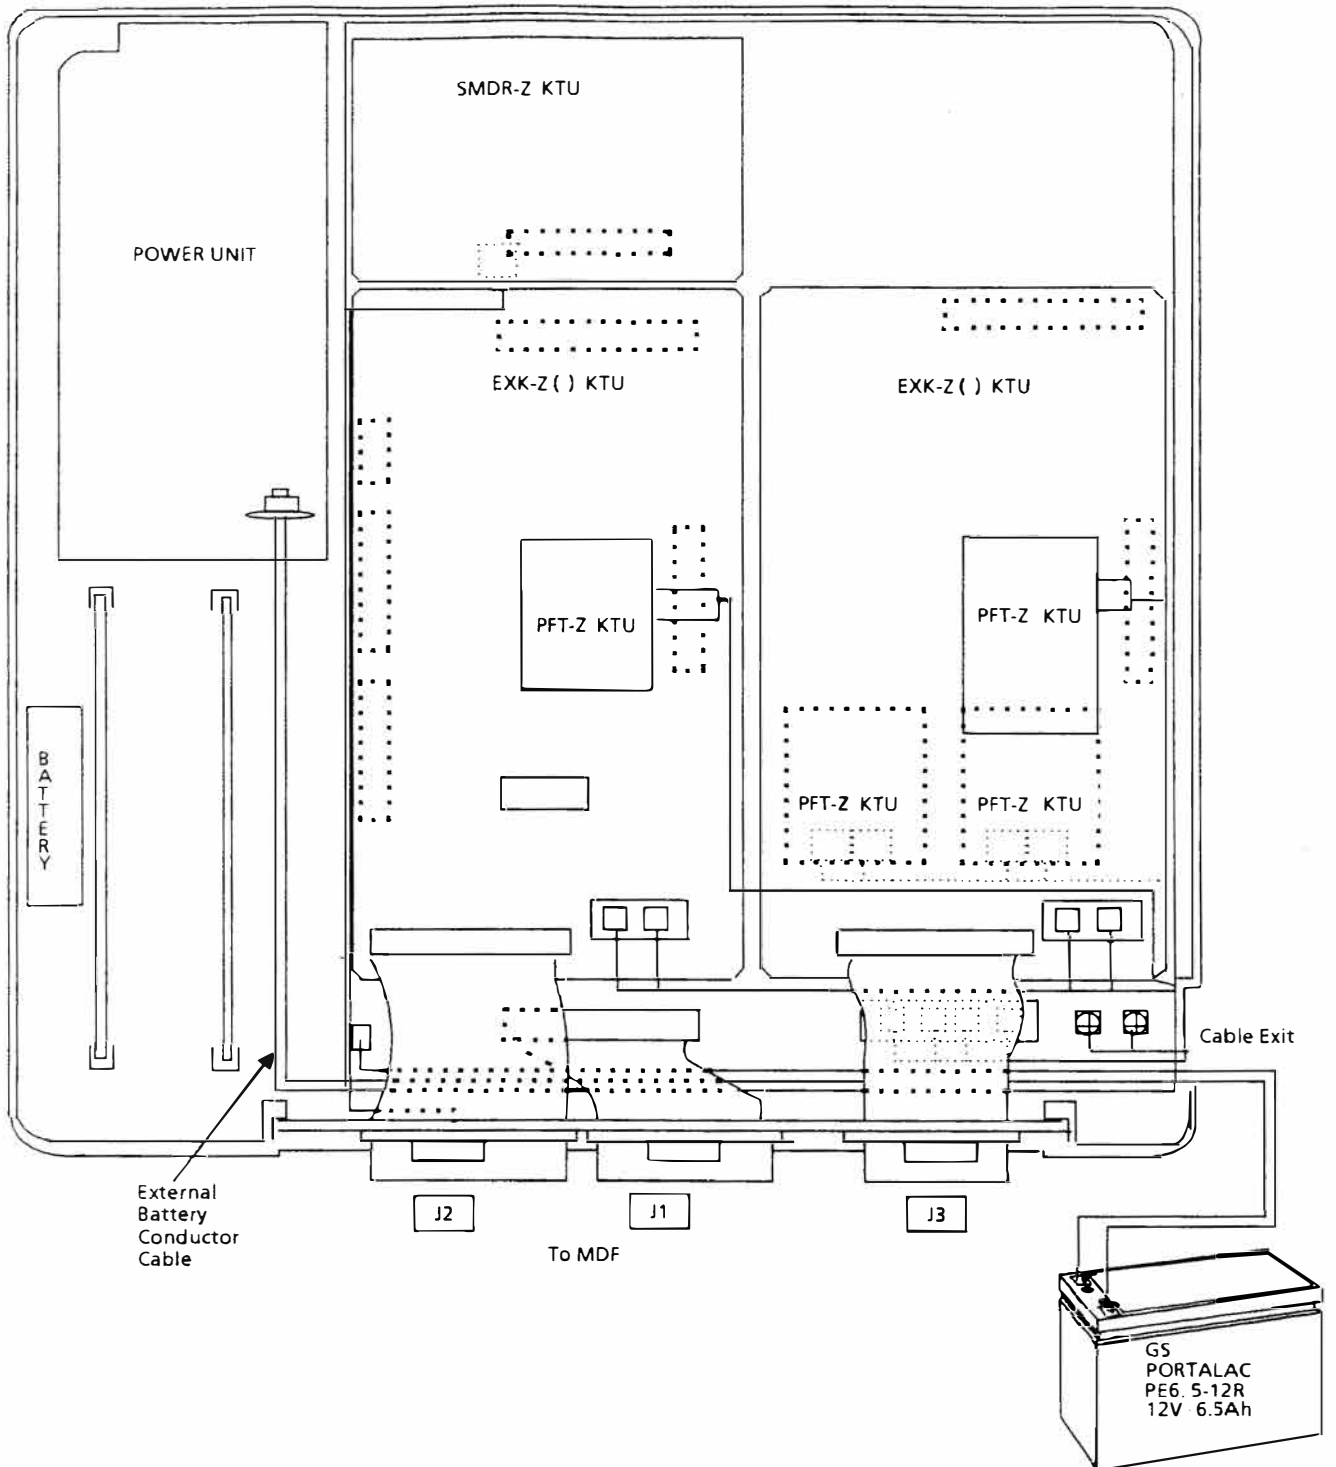 SMDR-Z KTU
POWER UNIT
EXK-Z ( ) KTU
EXK-Z ( ) KTU
PFT-Z KTU
PFT-Z KTU
BATTERY
PFT-Z KTU
PFT-Z KTU
Cable Exit
External
Battery
Conductor
Cable
J2
J1
J3
To MDF
GS
PORTALAC
PE6. 5-12R
12V 6.5Ah